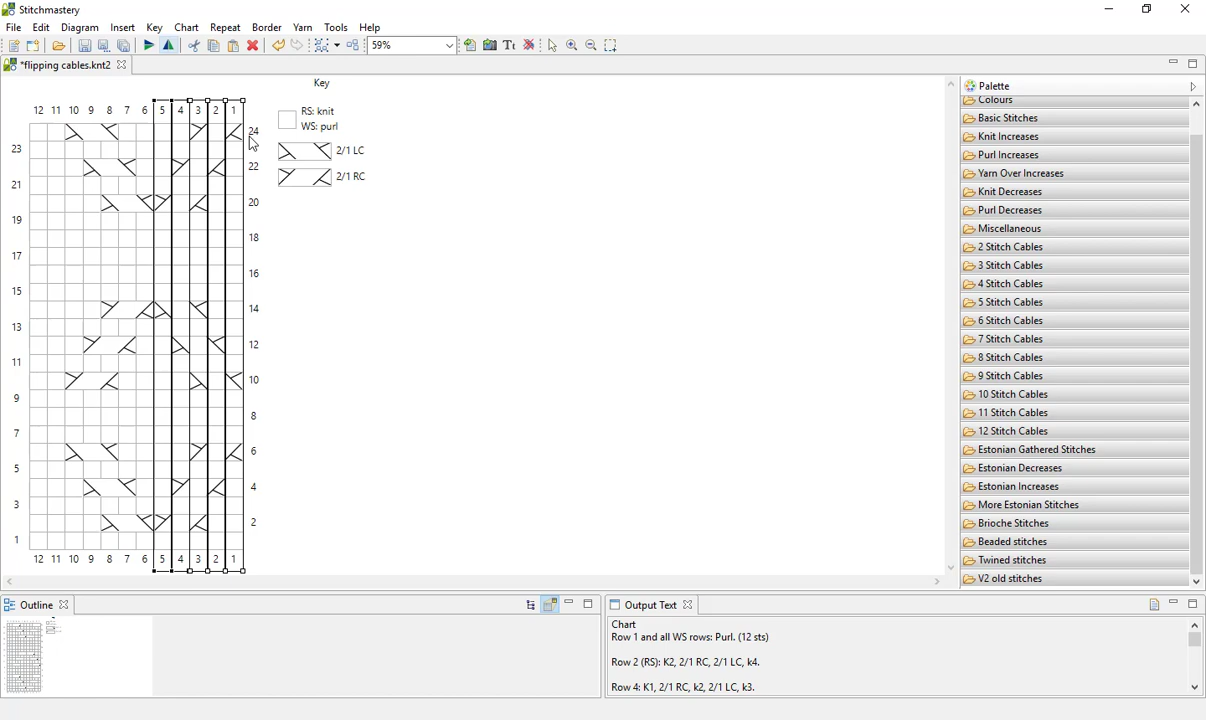 Stitchmastery
File Edit Diagram Insert Key Chart Repeat Border Yarn Tools Help
59%
*flipping cables.knt2
Key
12 11 10 9 8 7 6 5 4 3 2 1
RS: knit
WS: purl
24
23
2/1 LC
22
2/1 RC
21
20
19
18
17
16
15
14
13
12
11
10
9
8
7
6
5
4
3
2
1
12 11 10 9 8 7 6 5 4 3 2 1
Palette
Colours
Basic Stitches
Knit Increases
Purl Increases
Yarn Over Increases
Knit Decreases
Purl Decreases
Miscellaneous
2 Stitch Cables
3 Stitch Cables
4 Stitch Cables
5 Stitch Cables
6 Stitch Cables
7 Stitch Cables
8 Stitch Cables
9 Stitch Cables
10 Stitch Cables
11 Stitch Cables
12 Stitch Cables
Estonian Gathered Stitches
Estonian Decreases
Estonian Increases
More Estonian Stitches
Brioche Stitches
Beaded stitches
Twined stitches
V2 old stitches
Outline
Output Text
Chart
Row 1 and all WS rows: Purl. (12 sts)
Row 2 (RS): K2, 2/1 RC, 2/1 LC, k4.
Row 4: K1, 2/1 RC, k2, 2/1 LC, k3.